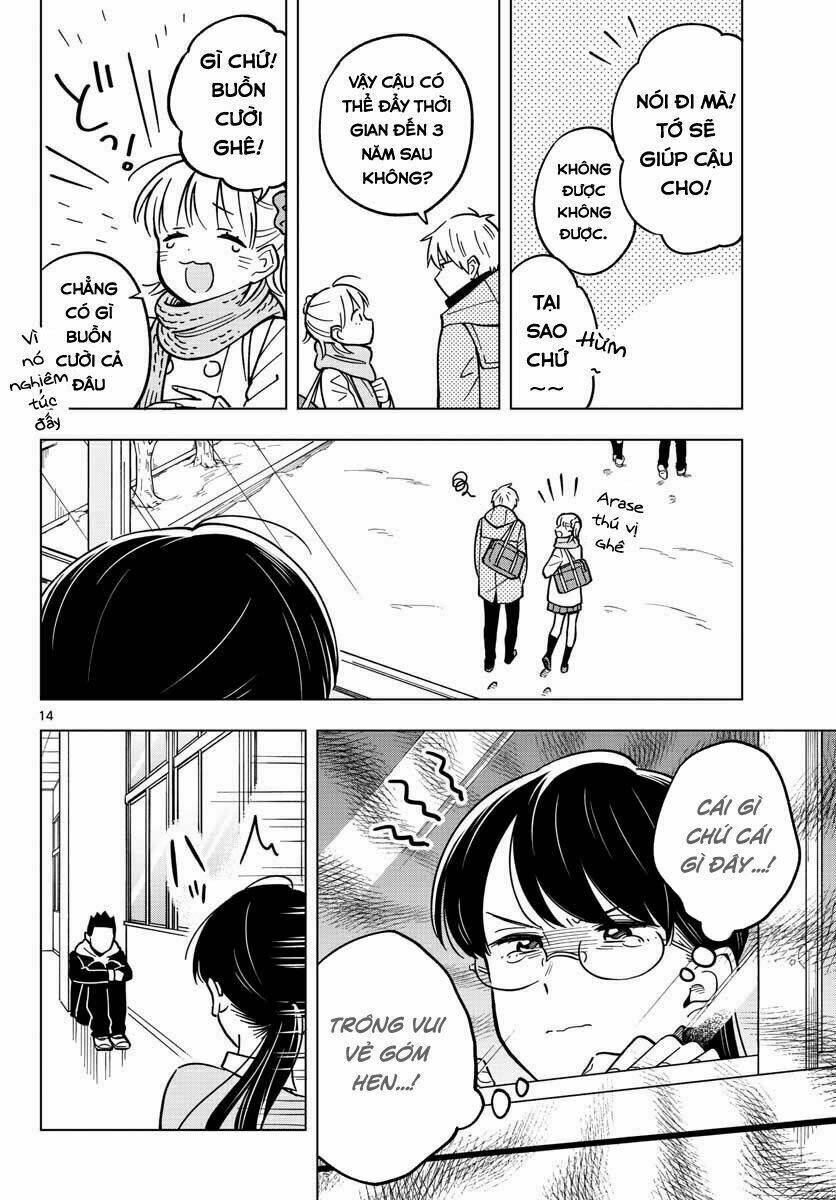 NÓI ĐI MÀ!
TỚ SẼ
GIÚP CẬU
CHO!
KHÔNG
ĐƯỢC
KHÔNG
ĐƯỢC.
TẠI
SAO
CHỨ
~~
Hừm
~
VẬY CẬU CÓ
THỂ ĐẨY THỜI
GIAN ĐẾN 3
NĂM SAU
KHÔNG?
GÌ CHỨ!
BUỒN
CƯỜI
GHÊ!
どっ!
CHẲNG
CÓ GÌ
BUỒN
CƯỜI CẢ
ĐÂU
Vì
nó
nghiêm
túc
đấy
Arase
thú vị
Ghê
14
CÁI GÌ
CHỨ CÁI
GÌ ĐÂY...!
TRÔNG VUI
VẺ GỚM
HEN...!